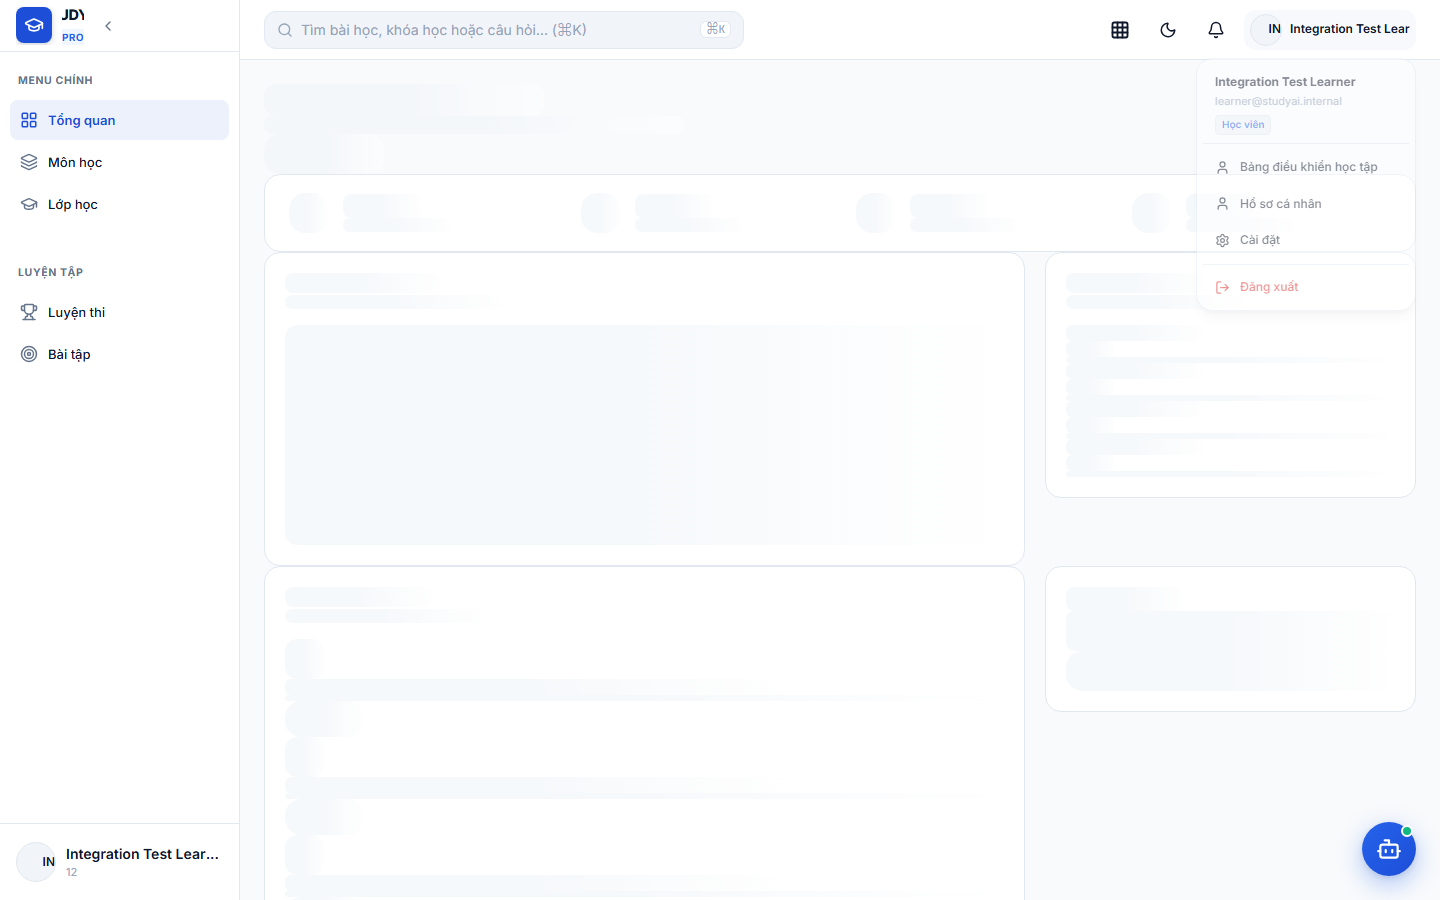 PRO
MENU CHÍNH
Tổng quan
Môn học
Lớp học
LUYỆN TẬP
Luyện thi
Bài tập
IN Integration Test Lear...
12
Tìm bài học, khóa học hoặc câu hỏi... (⌘K)
⌘K
IN Integration Test Lear
Integration Test Learner
learner@studyai.internal
Học viên
Bảng điều khiển học tập
Hồ sơ cá nhân
Cài đặt
Đăng xuất